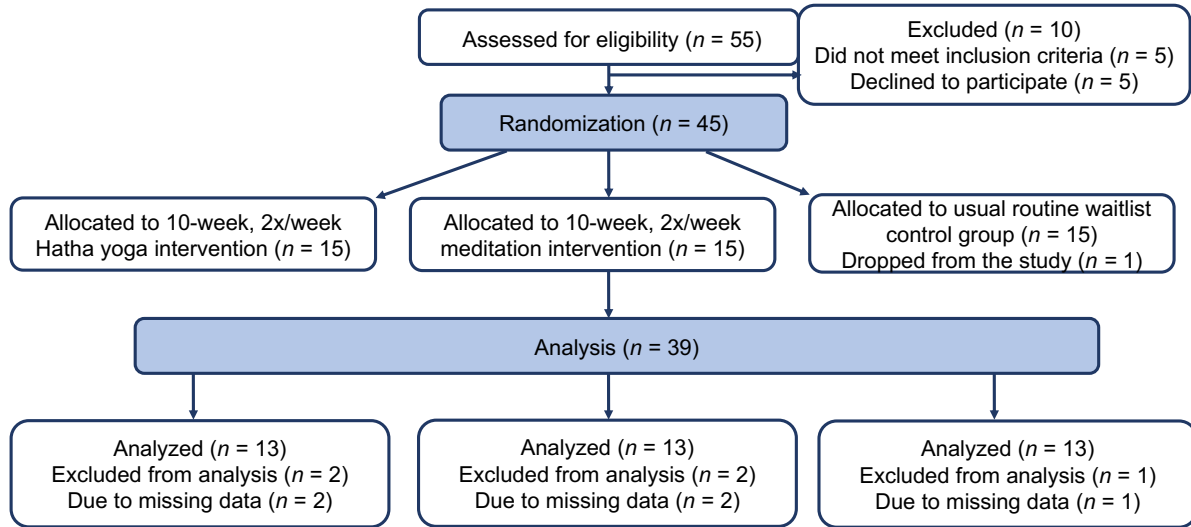 Assessed for eligibility (n = 55)
Excluded (n = 10)
Did not meet inclusion criteria (n = 5)
Declined to participate (n = 5)
Randomization (n = 45)
Allocated to 10-week, 2x/week
Hatha yoga intervention (n = 15)
Allocated to 10-week, 2x/week
meditation intervention (n = 15)
Allocated to usual routine waitlist
control group (n = 15)
Dropped from the study (n = 1)
Analysis (n = 39)
Analyzed (n = 13)
Excluded from analysis (n = 2)
Due to missing data (n = 2)
Analyzed (n = 13)
Excluded from analysis (n = 2)
Due to missing data (n = 2)
Analyzed (n = 13)
Excluded from analysis (n = 1)
Due to missing data (n = 1)